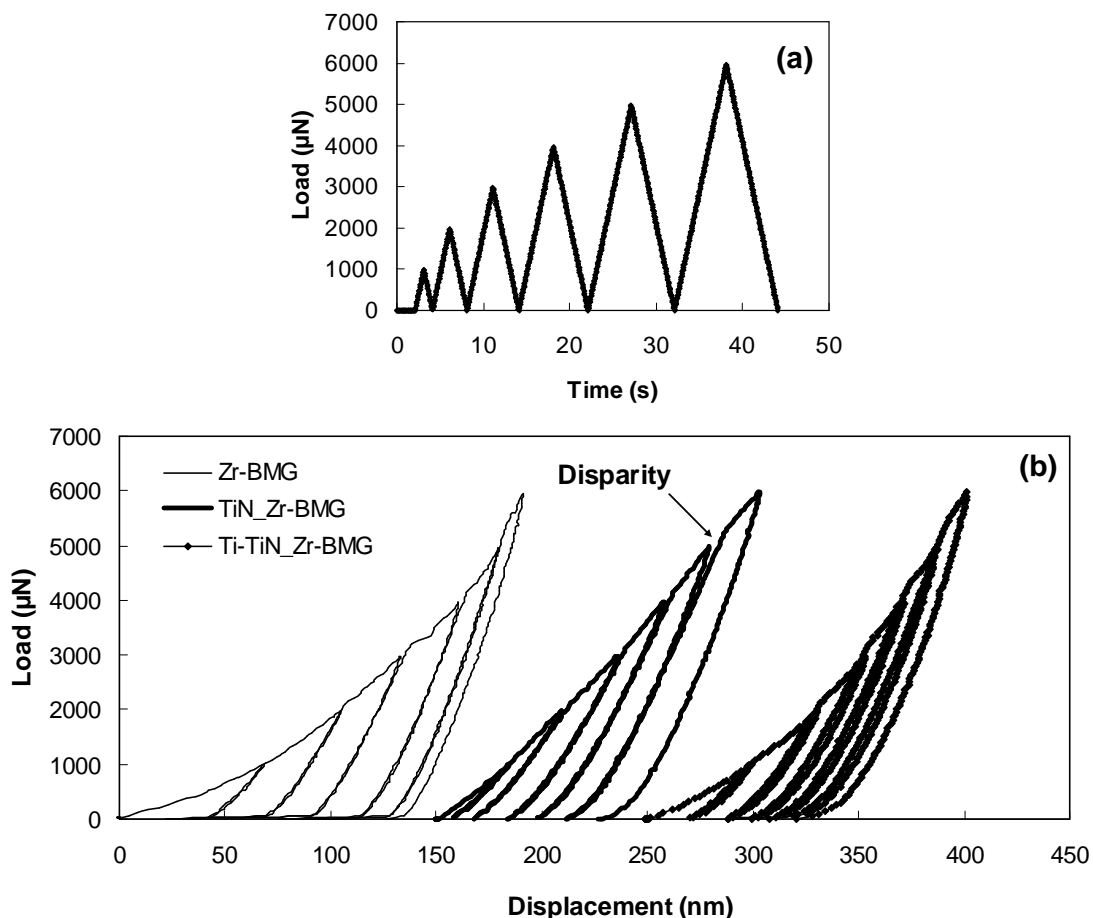 7000
6000
5000
4000
3000
2000
1000
0
Load (µN)
(a)
0 10 20 30 40 50
Time (s)
7000
6000
5000
4000
3000
2000
1000
0
Load (µN)
Zr-BMG
TiN_Zr-BMG
Ti-TiN_Zr-BMG
Disparity
(b)
0 50 100 150 200 250 300 350 400 450
Displacement (nm)